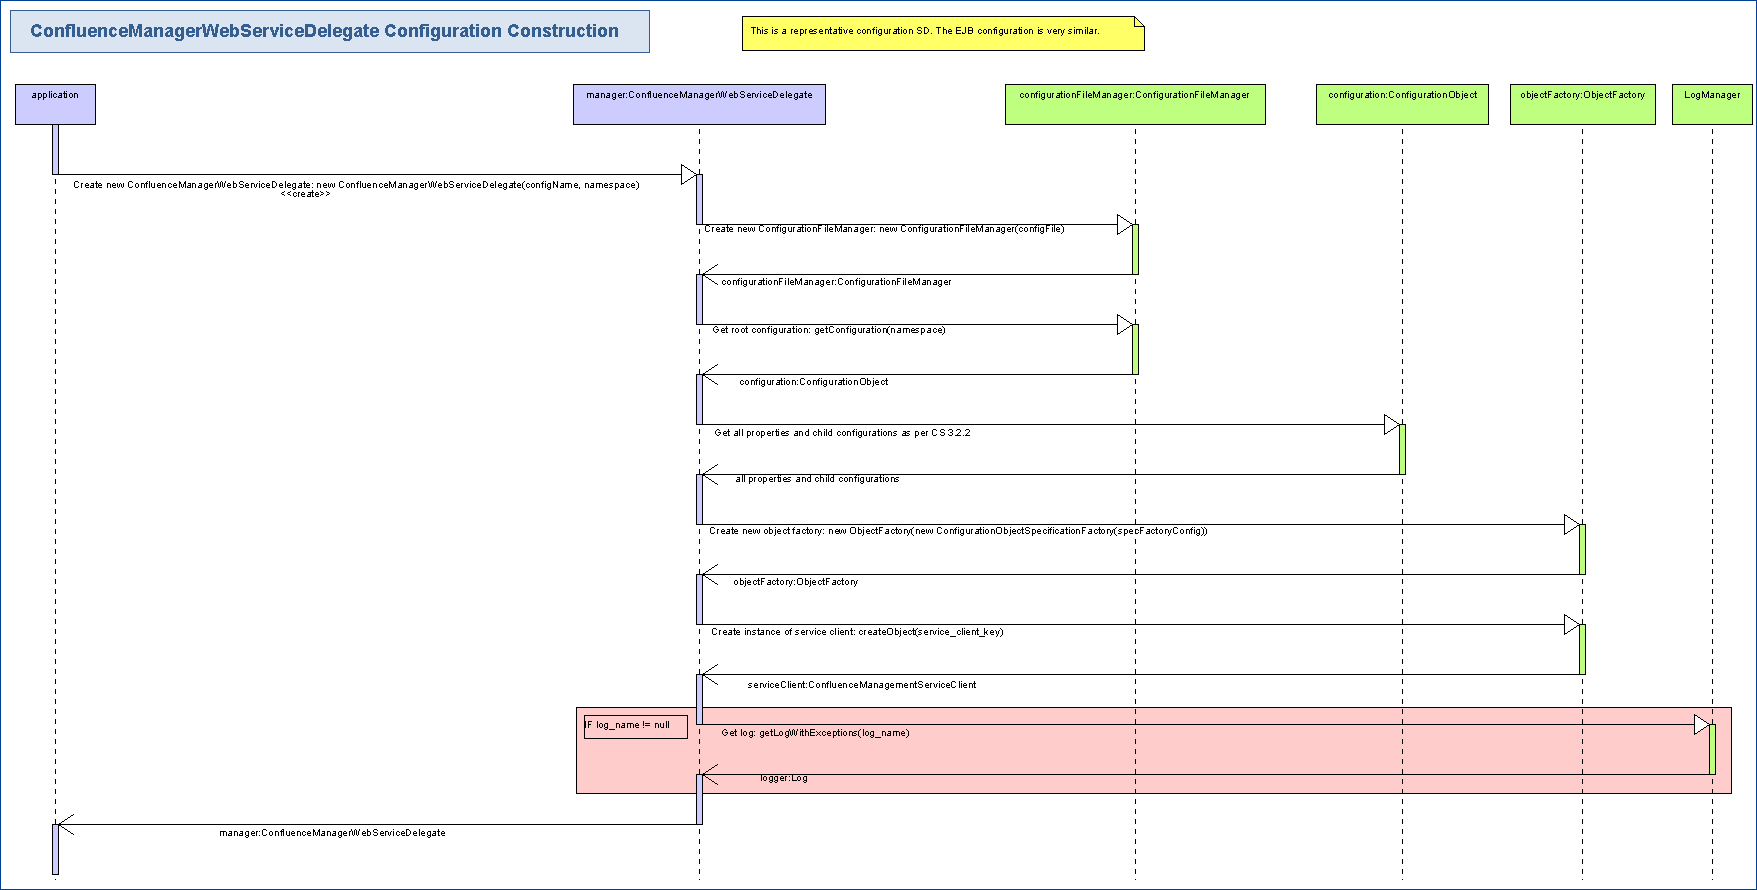 ConfluenceManagerWebServiceDelegate Configuration Construction
This is a representative configuration SD. The EJB configuration is very similar.
application
manager:ConfluenceManagerWebServiceDelegate
configurationFileManager:ConfigurationFileManager
configuration:ConfigurationObject
objectFactory:ObjectFactory
LogManager
Create new ConfluenceManagerWebServiceDelegate: new ConfluenceManagerWebServiceDelegate(configName, namespace)
<<create>>
Create new ConfigurationFileManager: new ConfigurationFileManager(configFile)
configurationFileManager:ConfigurationFileManager
Get root configuration: getConfiguration(namespace)
configuration:ConfigurationObject
Get all properties and child configurations as per CS 3.2.2
all properties and child configurations
Create new object factory: new ObjectFactory(new ConfigurationObjectSpecificationFactory(specFactoryConfig))
objectFactory:ObjectFactory
Create instance of service client: createObject(service_client_key)
serviceClient:ConfluenceManagementServiceClient
IF log_name != null
Get log: getLogWithExceptions(log_name)
logger:Log
manager:ConfluenceManagerWebServiceDelegate